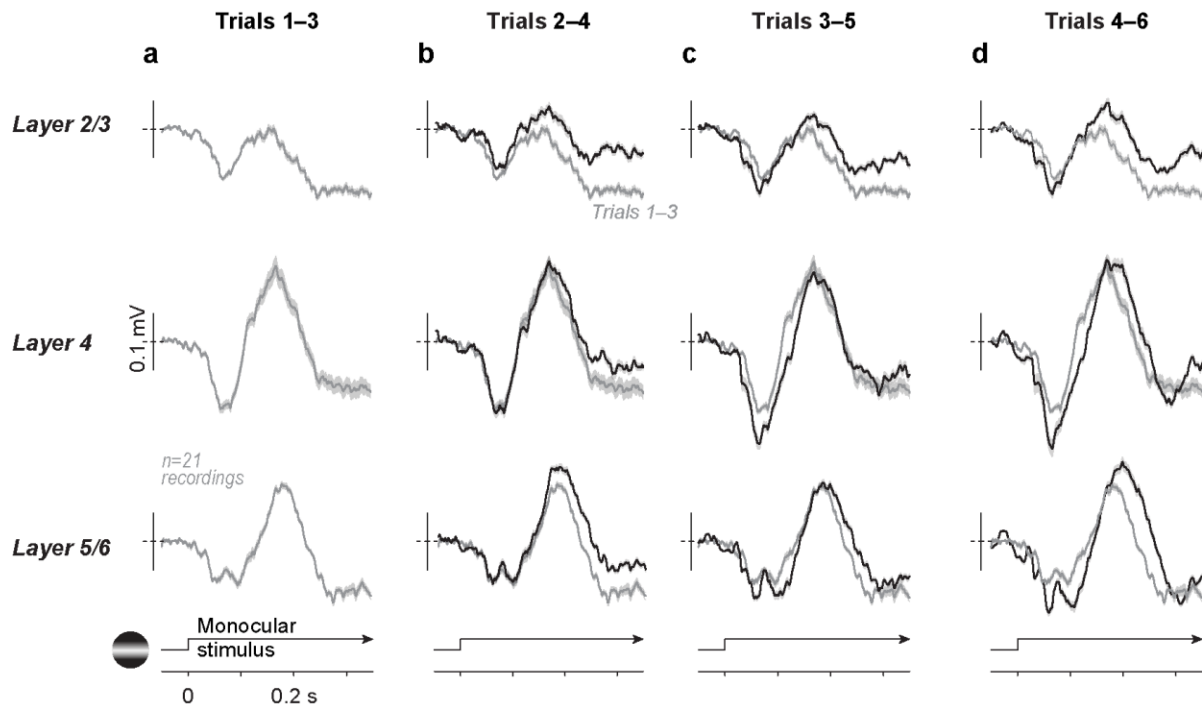 Trials 1–3
Trials 2–4
Trials 3–5
Trials 4–6
a
b
c
d
Layer 2/3
Trials 1–3
Layer 4
0.1 mV
n=21
recordings
Layer 5/6
Monocular
stimulus
0
0.2 s